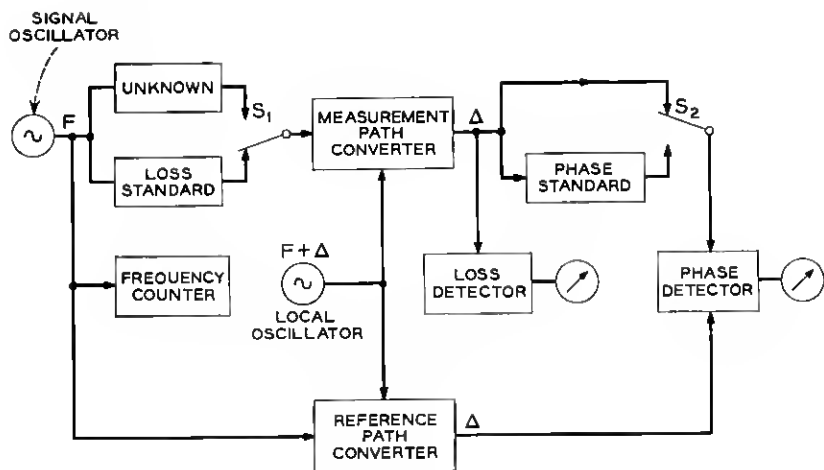 SIGNAL
OSCILLATOR
F
UNKNOWN
S1
LOSS
STANDARD
MEASUREMENT
PATH
CONVERTER
Δ
S2
PHASE
STANDARD
FREQUENCY
COUNTER
F + Δ
LOCAL
OSCILLATOR
LOSS
DETECTOR
PHASE
DETECTOR
REFERENCE
PATH
CONVERTER
Δ